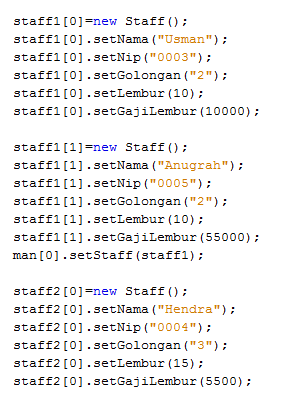 staff1[0]=new Staff();
staff1[0].setNama("Usman");
staff1[0].setNip("0003");
staff1[0].setGolongan("2");
staff1[0].setLembur(10);
staff1[0].setGajiLembur(10000);
staff1[1]=new Staff();
staff1[1].setNama("Anugrah");
staff1[1].setNip("0005");
staff1[1].setGolongan("2");
staff1[1].setLembur(10);
staff1[1].setGajiLembur(55000);
man[0].setStaff(staff1);
staff2[0]=new Staff();
staff2[0].setNama("Hendra");
staff2[0].setNip("0004");
staff2[0].setGolongan("3");
staff2[0].setLembur(15);
staff2[0].setGajiLembur(5500);